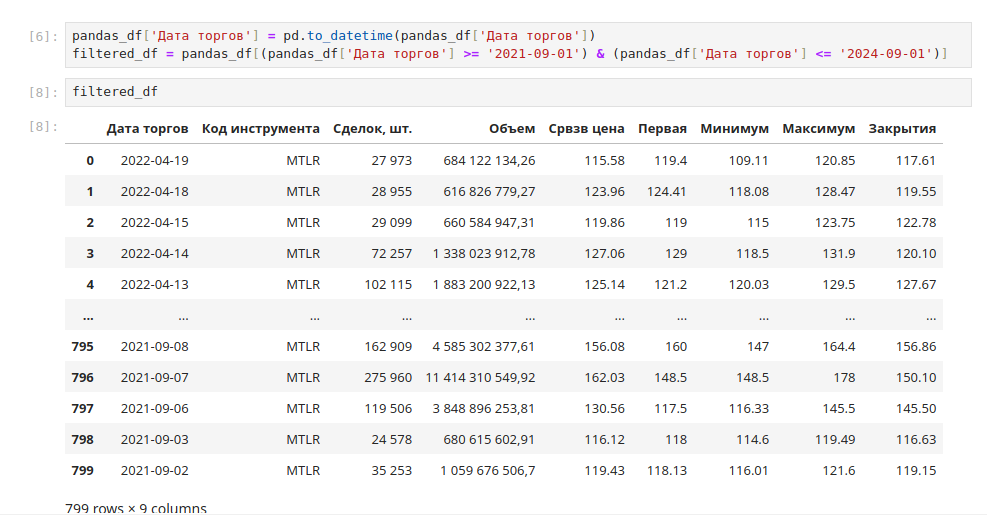 [6]: pandas_df['Дата торгов'] = pd.to_datetime(pandas_df['Дата торгов'])
filtered_df = pandas_df[(pandas_df['Дата торгов'] >= '2021-09-01') & (pandas_df['Дата торгов'] <= '2024-09-01')]
[8]: filtered_df
[8]: Дата торгов Код инструмента Сделок, шт. Объем Срвзв цена Первая Минимум Максимум Закрытия
0 2022-04-19 MTLR 27 973 684 122 134,26 115.58 119.4 109.11 120.85 117.61
1 2022-04-18 MTLR 28 955 616 826 779,27 123.96 124.41 118.08 128.47 119.55
2 2022-04-15 MTLR 29 099 660 584 947,31 119.86 119 115 123.75 122.78
3 2022-04-14 MTLR 72 257 1 338 023 912,78 127.06 129 118.5 131.9 120.10
4 2022-04-13 MTLR 102 115 1 883 200 922,13 125.14 121.2 120.03 129.5 127.67
... ... ... ... ... ... ... ... ... ...
795 2021-09-08 MTLR 162 909 4 585 302 377,61 156.08 160 147 164.4 156.86
796 2021-09-07 MTLR 275 960 11 414 310 549,92 162.03 148.5 148.5 178 150.10
797 2021-09-06 MTLR 119 506 3 848 896 253,81 130.56 117.5 116.33 145.5 145.50
798 2021-09-03 MTLR 24 578 680 615 602,91 116.12 118 114.6 119.49 116.63
799 2021-09-02 MTLR 35 253 1 059 676 506,7 119.43 118.13 116.01 121.6 119.15
799 rows × 9 columns